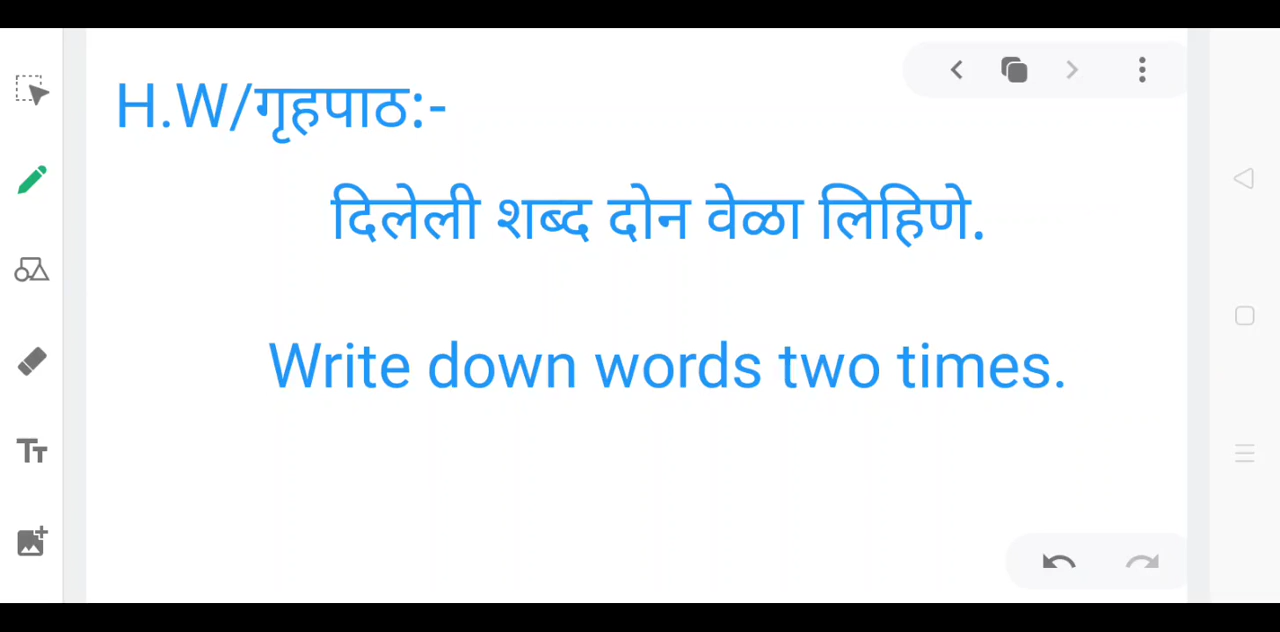 H.W/गृहपाठ:-
दिलेली शब्द दोन वेळा लिहिणे.
Write down words two times.